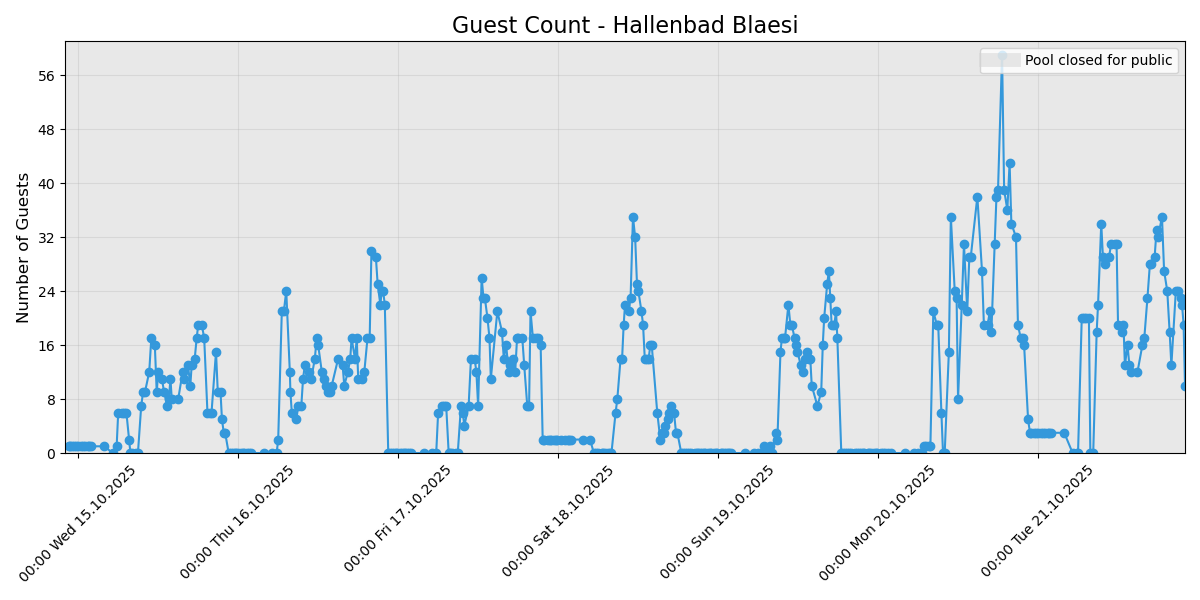 Guest Count - Hallenbad Blaesi
Pool closed for public
Number of Guests
56
48
40
32
24
16
8
0
00:00 Wed 15.10.2025
00:00 Thu 16.10.2025
00:00 Fri 17.10.2025
00:00 Sat 18.10.2025
00:00 Sun 19.10.2025
00:00 Mon 20.10.2025
00:00 Tue 21.10.2025